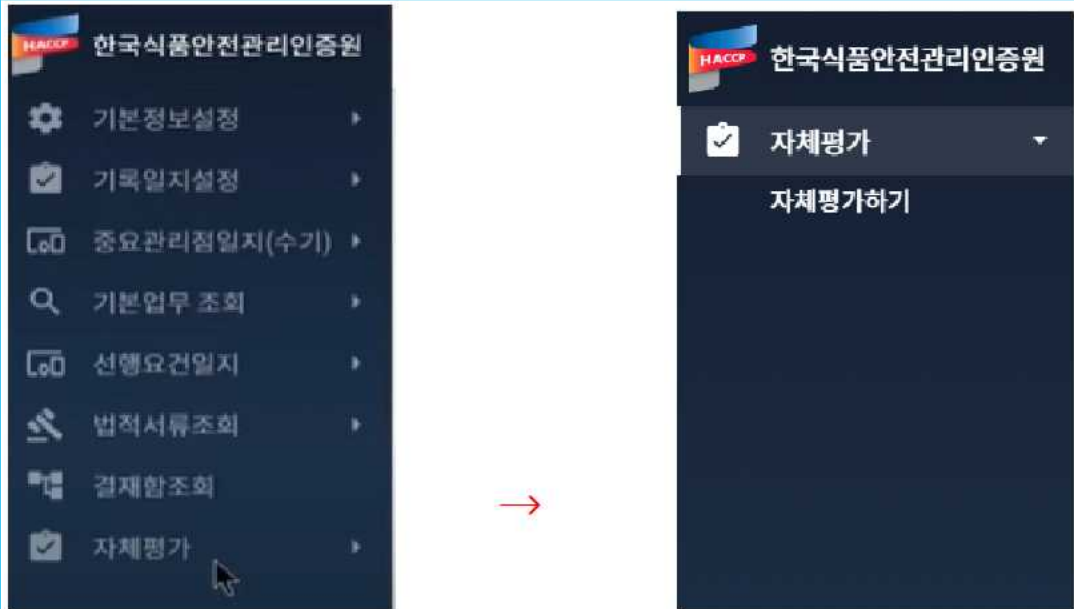 HACCP 한국식품안전관리인증원
기본정보설정
기록일지설정
중요관리점일지(수기)
기본업무 조회
선행요건일지
법적서류조회
결재함조회
자체평가
→
HACCP 한국식품안전관리인증원
자체평가
자체평가하기